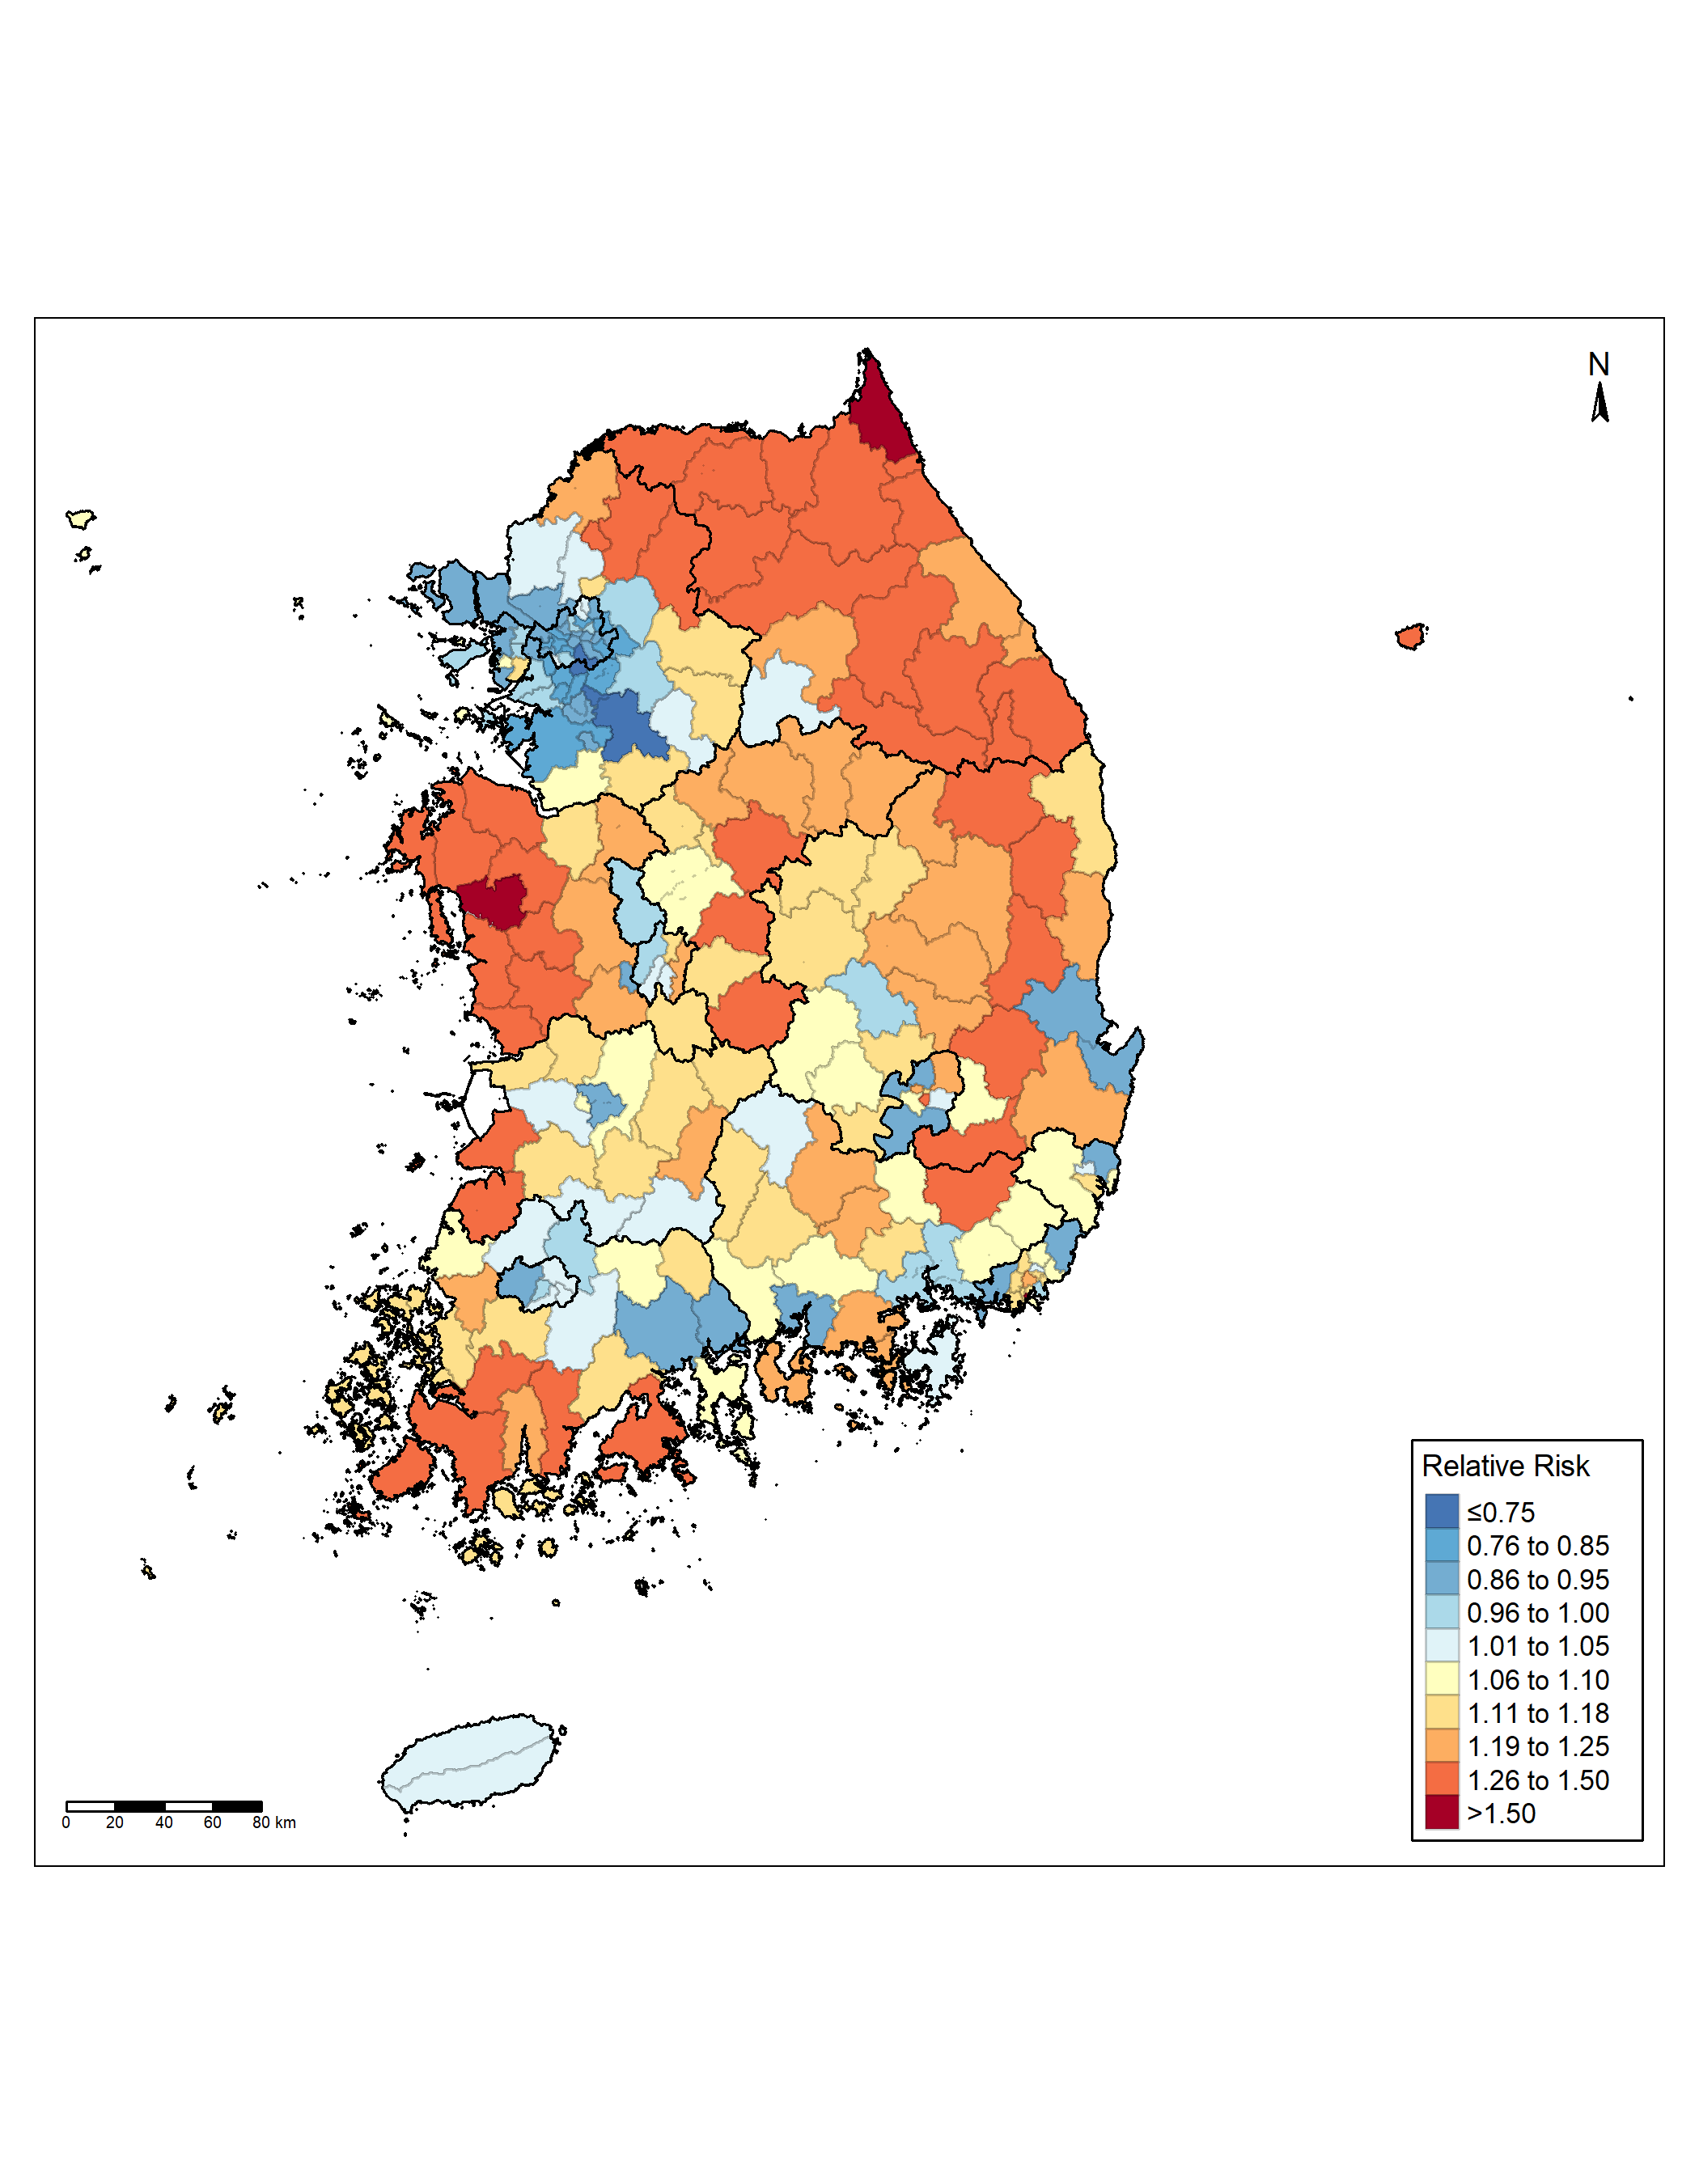 N
Relative Risk
≤0.75
0.76 to 0.85
0.86 to 0.95
0.96 to 1.00
1.01 to 1.05
1.06 to 1.10
1.11 to 1.18
1.19 to 1.25
1.26 to 1.50
>1.50
0 20 40 60 80 km